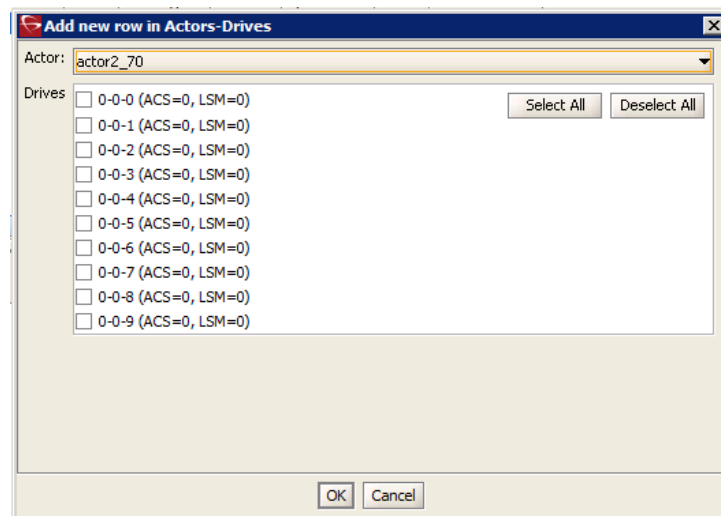 Add new row in Actors-Drives
Actor: actor2_70
Drives
0-0-0 (ACS=0, LSM=0)
Select All Deselect All
0-0-1 (ACS=0, LSM=0)
0-0-2 (ACS=0, LSM=0)
0-0-3 (ACS=0, LSM=0)
0-0-4 (ACS=0, LSM=0)
0-0-5 (ACS=0, LSM=0)
0-0-6 (ACS=0, LSM=0)
0-0-7 (ACS=0, LSM=0)
0-0-8 (ACS=0, LSM=0)
0-0-9 (ACS=0, LSM=0)
OK Cancel